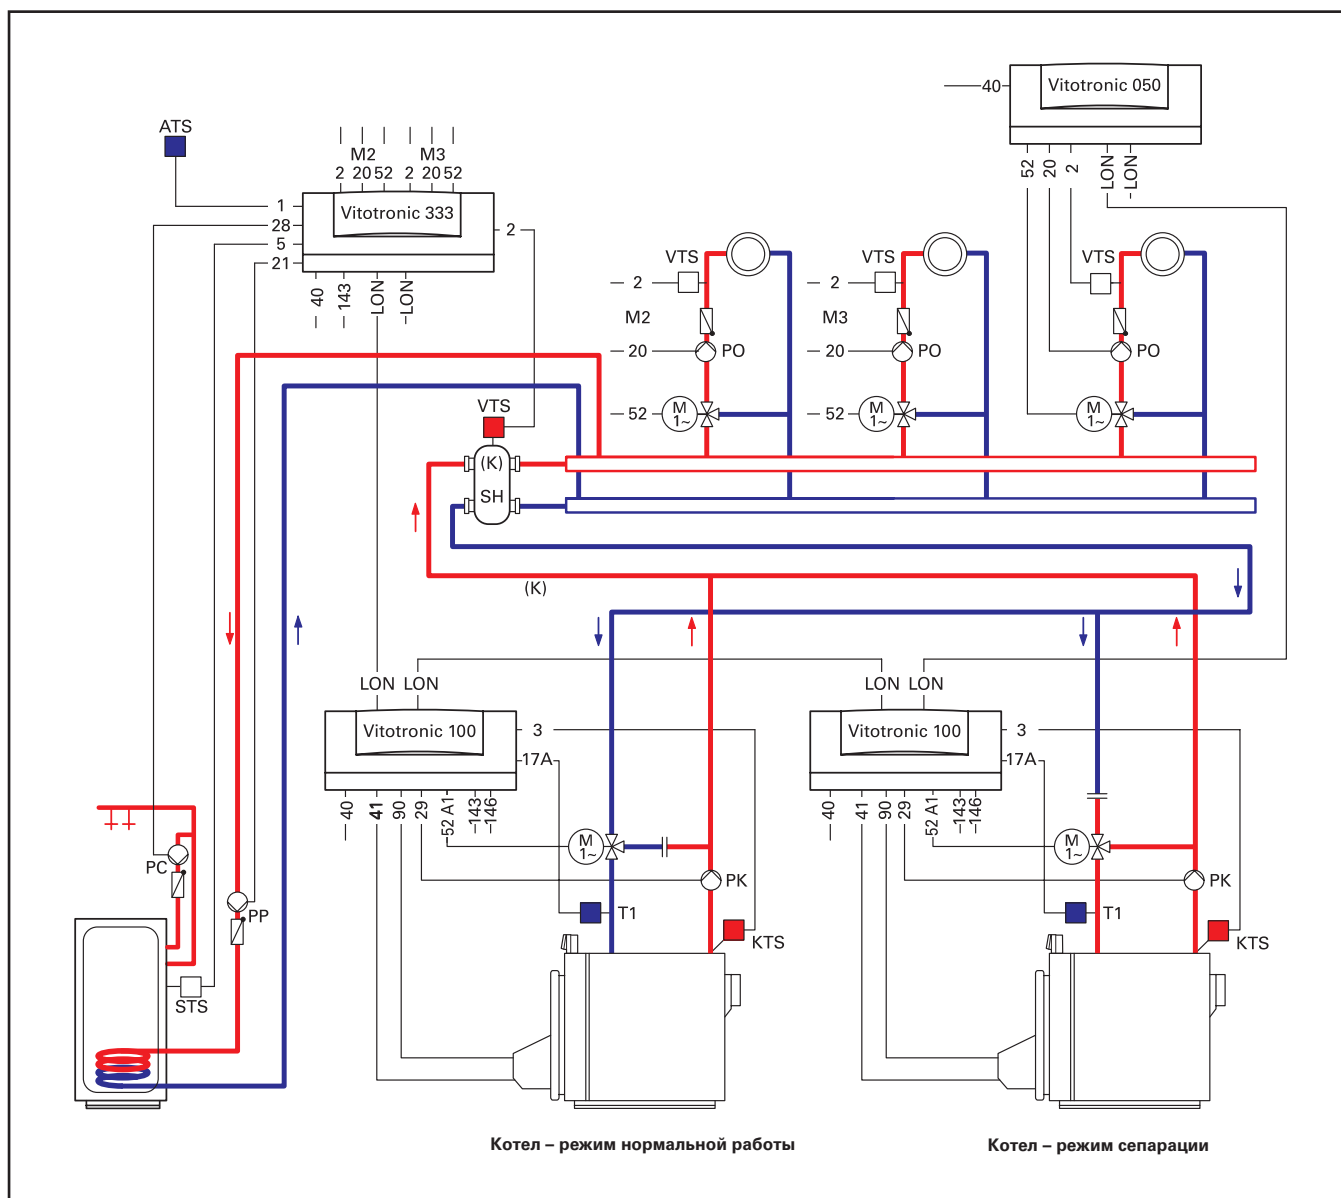 Vitotronic 050
40
ATS
M2 M3
2 20 52 2 20 52
52 20 2 LON LON
1
28
5
21
Vitotronic 333
2
40 143 LON LON
VTS VTS VTS
2 2
M2 M3
20 PO 20 PO PO
52 M 1~ 52 M 1~ M 1~
VTS
(K)
SH
(K)
LON LON LON LON
Vitotronic 100 3 Vitotronic 100 3
17A 17A
40 41 90 29 52 A1 143 146 40 41 90 29 52 A1 143 146
M 1~ M 1~
PC PK PK
PP T1 T1
KTS KTS
STS
Котел – режим нормальной работы Котел – режим сепарации